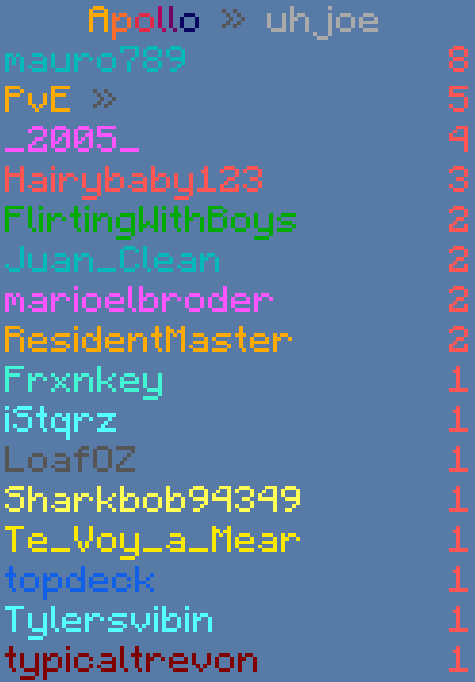 Apollo » uh_joe
mauro789 8
PvE » 5
_2005_ 4
Hairybaby123 3
FlirtingWithBoys 2
Juan_Clean 2
marioelbroder 2
ResidentMaster 2
Frxnkey 1
iStqrz 1
LoafOZ 1
Sharkbob94349 1
Te_Voy_a_Mear 1
topdeck 1
Tylersvibin 1
typicaltrevon 1